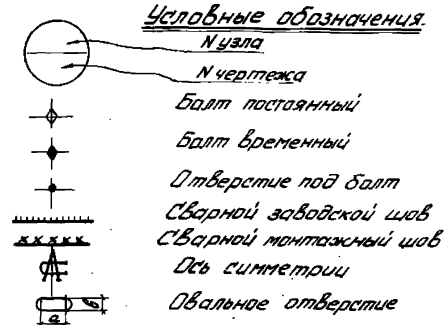 Условные обозначения.
N узла
N чертежа
Болт постоянный
Болт временный
Отверстие под болт
Сварной заводской шов
Сварной монтажный шов
Ось симметрии
Овальное отверстие
а
б